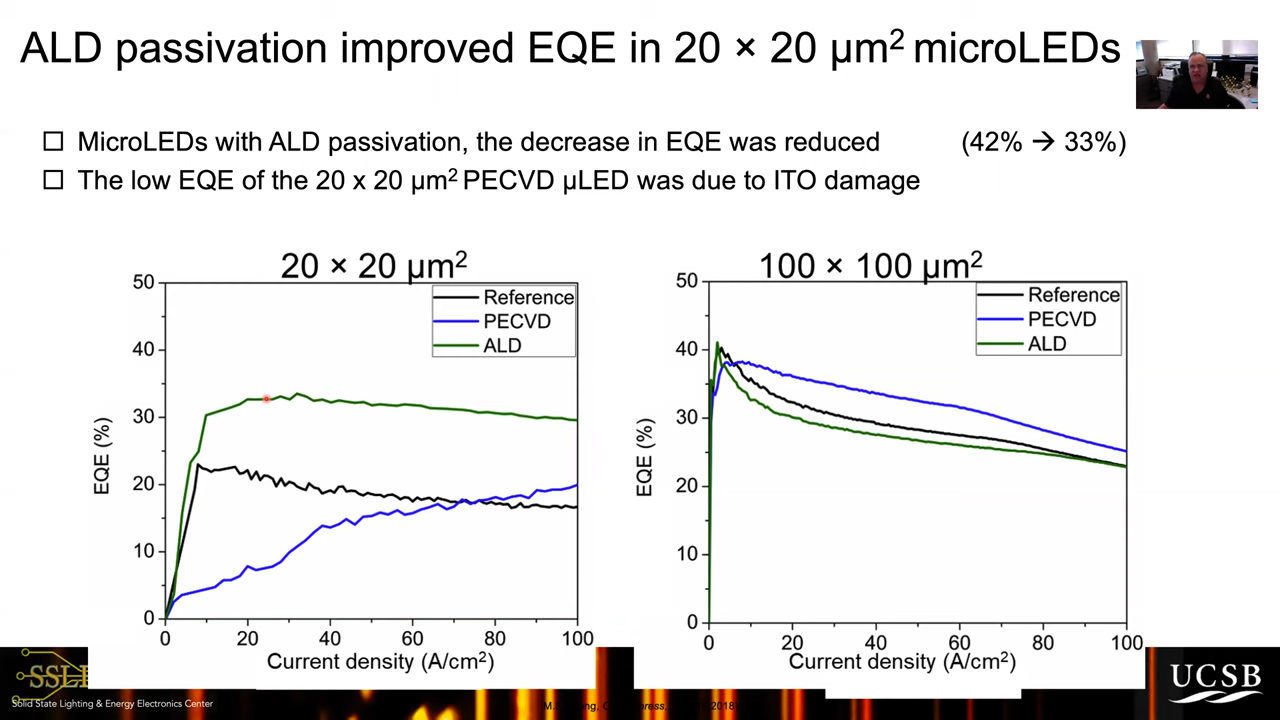 ALD passivation improved EQE in 20 × 20 µm² microLEDs
☐ MicroLEDs with ALD passivation, the decrease in EQE was reduced (42% → 33%)
☐ The low EQE of the 20 x 20 µm² PECVD µLED was due to ITO damage
20 × 20 µm²
50
40
30
20
10
0
EQE (%)
Reference
PECVD
ALD
0 20 40 60 80 100
Current density (A/cm²)
100 × 100 µm²
50
40
30
20
10
0
EQE (%)
Reference
PECVD
ALD
0 20 40 60 80 100
Current density (A/cm²)
Solid State Lighting & Energy Electronics Center
UCSB